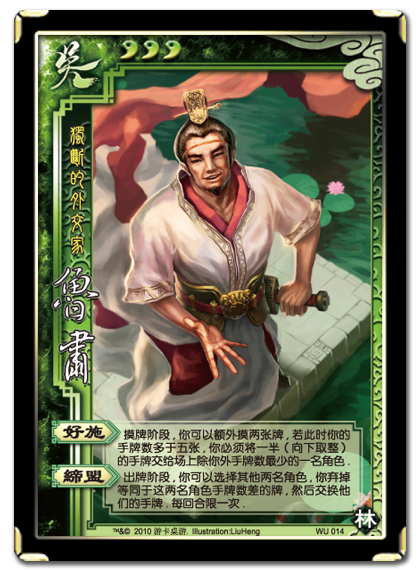 吴
獨斷的外交家
魯肅
好施
摸牌阶段,你可以额外摸两张牌,若此时你的
手牌数多于五张,你必须将一半(向下取整)
的手牌交给场上除你外手牌数最少的一名角色.
締盟
出牌阶段,你可以选择其他两名角色,你弃掉
等同于这两名角色手牌数差的牌,然后交换他
们的手牌.每回合限一次.
林
™&© 2010 游卡桌游. Illustration:LiuHeng
WU 014